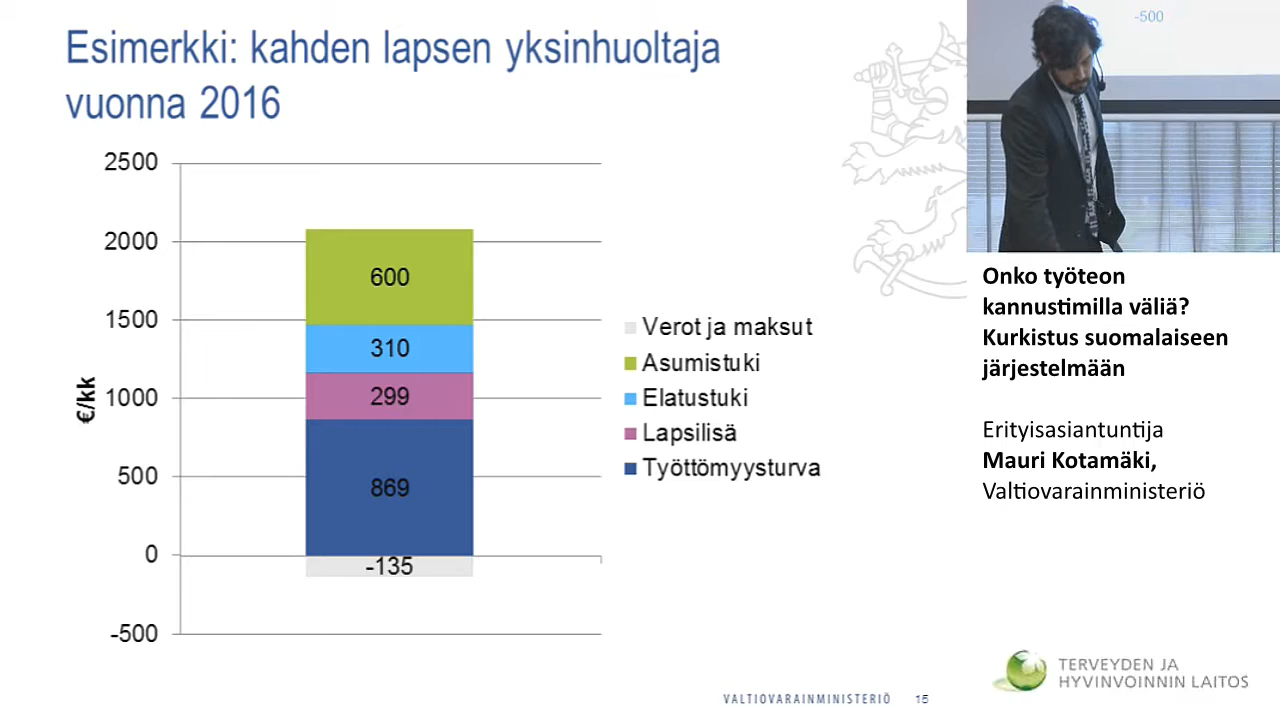 Esimerkki: kahden lapsen yksinhuoltaja
vuonna 2016
€/kk
2500
2000
1500
1000
500
0
-500
600
310
299
869
-135
Verot ja maksut
Asumistuki
Elatustuki
Lapsilisä
Työttömyysturva
VALTIOVARAINMINISTERIÖ 15
-500
Onko työteon
kannustimilla väliä?
Kurkistus suomalaiseen
järjestelmään
Erityisasiantuntija
Mauri Kotamäki,
Valtiovarainministeriö
TERVEYDEN JA
HYVINVOINNIN LAITOS